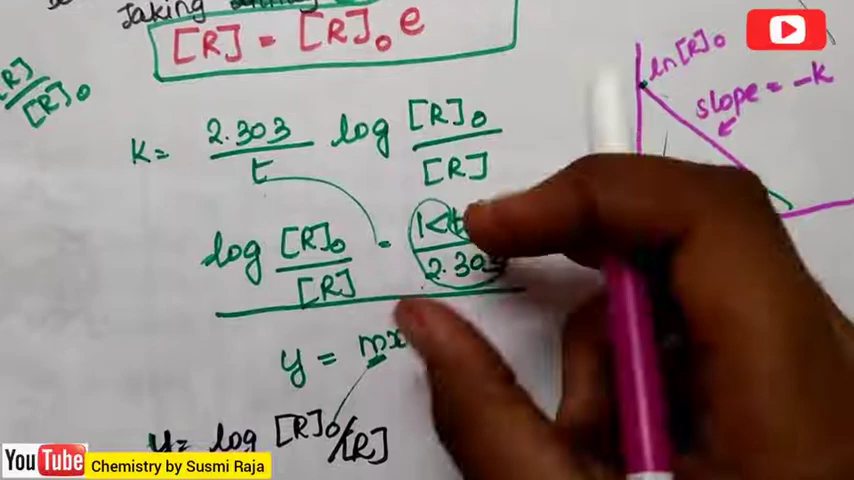 Taking
[R] = [R]₀ e
[R]
[R]₀
ln[R]₀
slope = -k
K = 2.303/t log [R]₀/[R]
log [R]₀/[R] = K/2.303
y = mx
y = log [R]₀/[R]
YouTube Chemistry by Susmi Raja